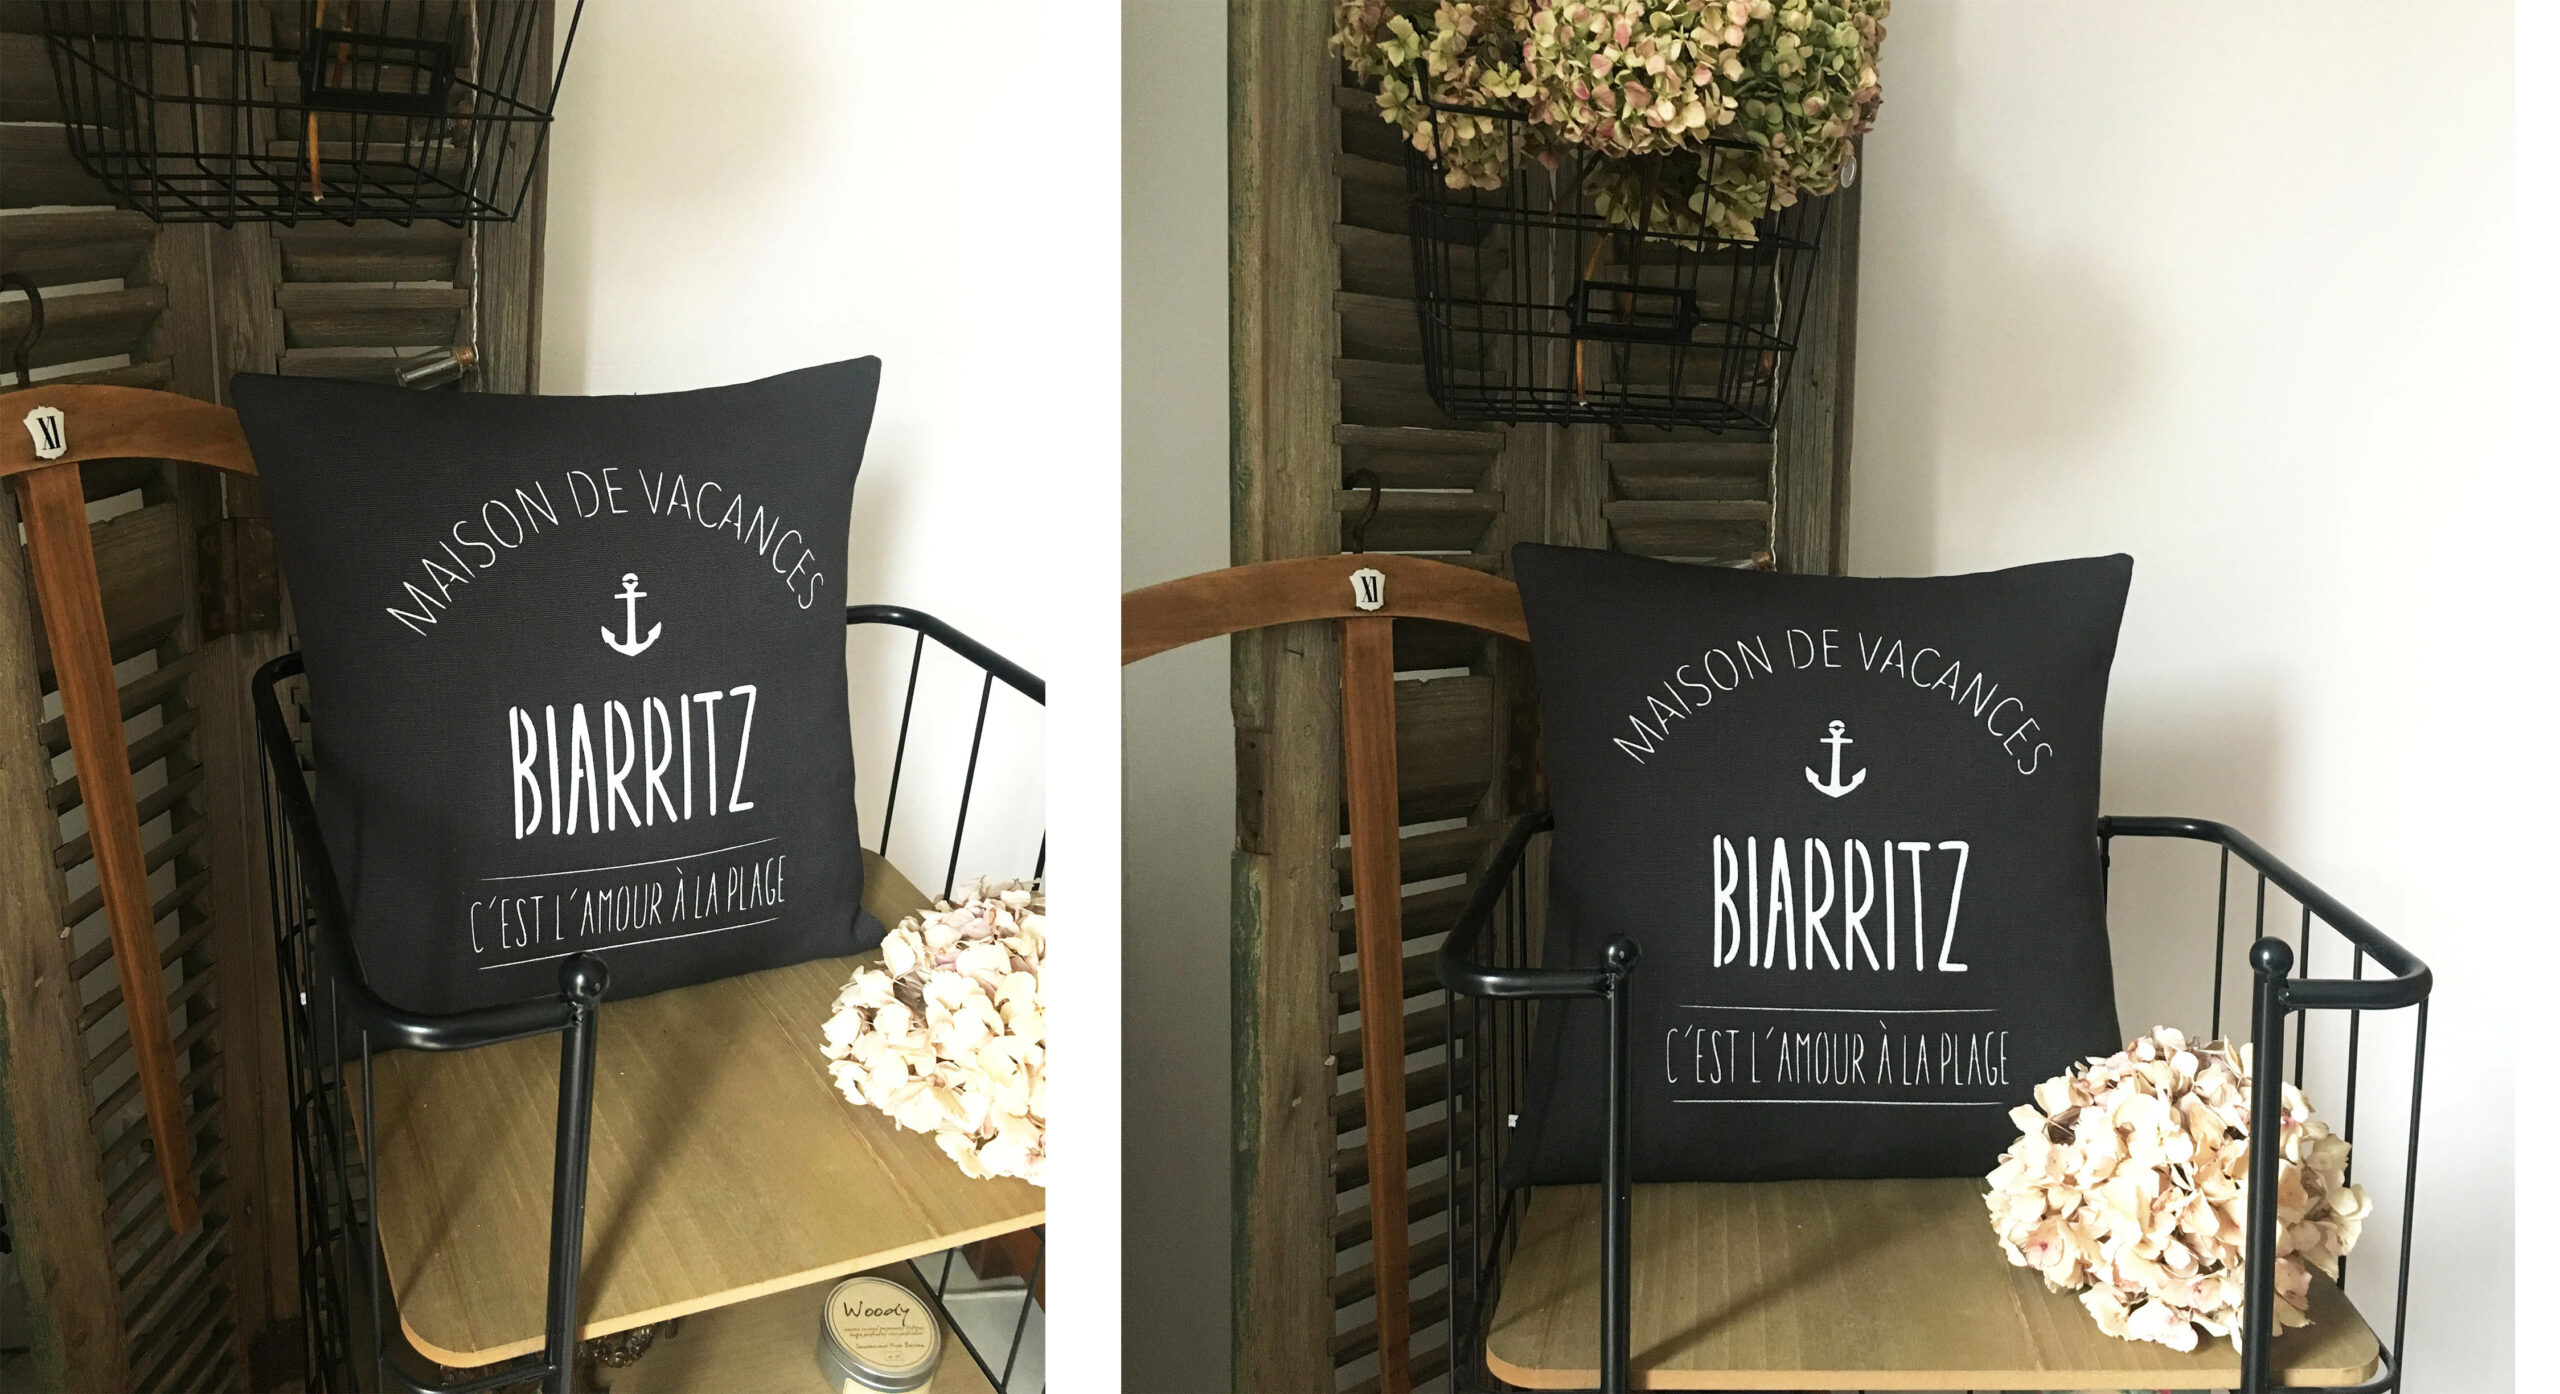 XI
MAISON DE VACANCES
BIARRITZ
C'EST L'AMOUR À LA PLAGE
Woody
XI
MAISON DE VACANCES
BIARRITZ
C'EST L'AMOUR À LA PLAGE